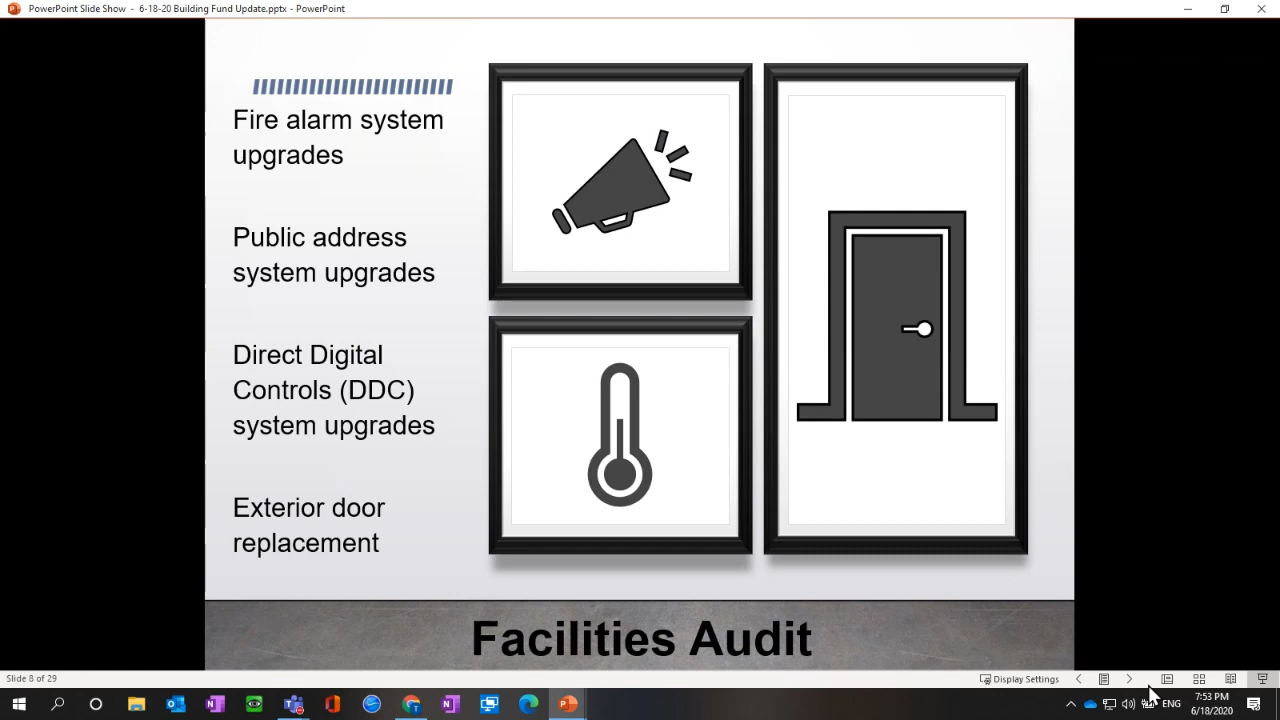 PowerPoint Slide Show - 6-18-20 Building Fund Update.pptx - PowerPoint
Fire alarm system
upgrades
Public address
system upgrades
Direct Digital
Controls (DDC)
system upgrades
Exterior door
replacement
Facilities Audit
Slide 8 of 29
Display Settings
ENG
7:53 PM
6/18/2020